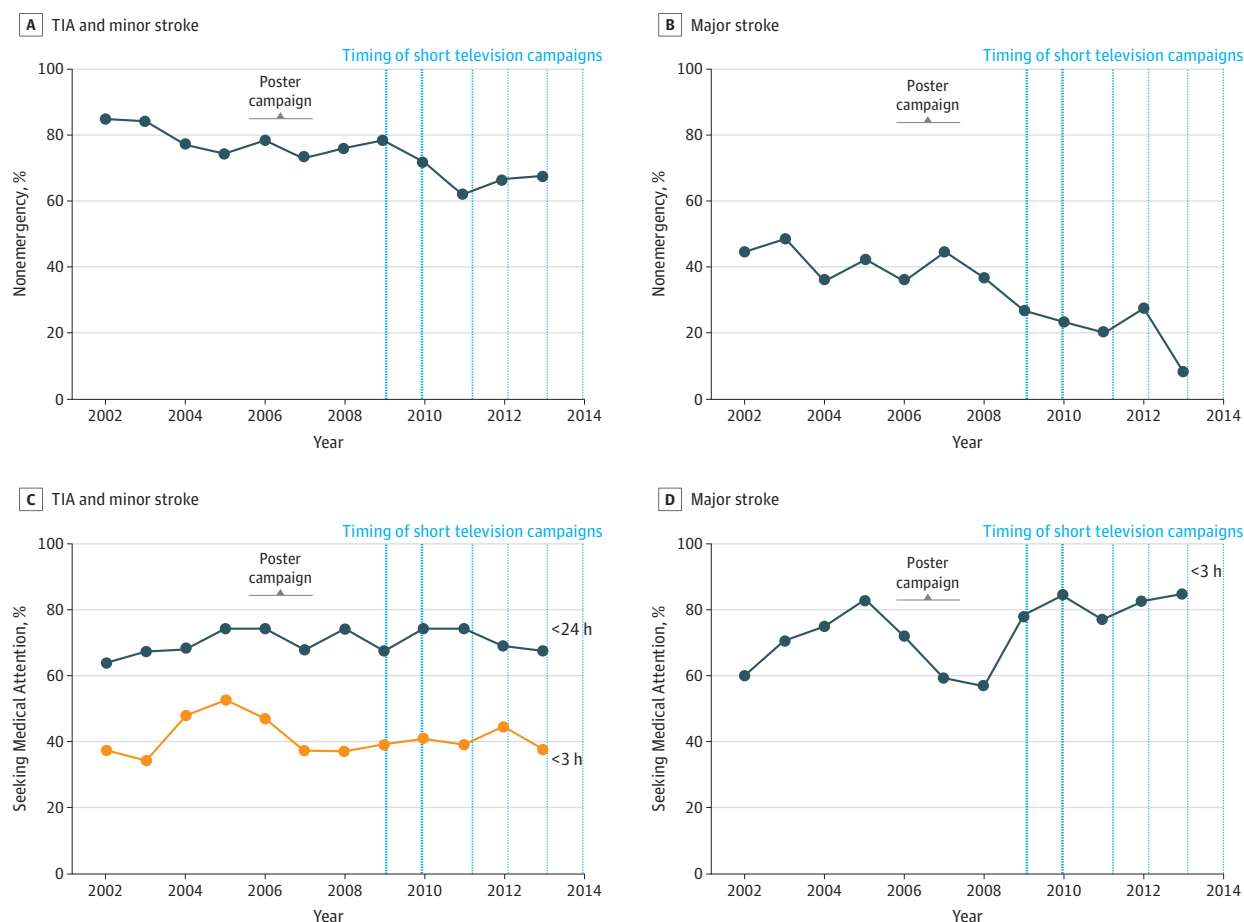 A TIA and minor stroke
Timing of short television campaigns
100
80
60
40
20
0
Nonemergency, %
Poster
campaign
2002 2004 2006 2008 2010 2012 2014
Year
B Major stroke
Timing of short television campaigns
100
80
60
40
20
0
Nonemergency, %
Poster
campaign
2002 2004 2006 2008 2010 2012 2014
Year
C TIA and minor stroke
Timing of short television campaigns
100
80
60
40
20
0
Seeking Medical Attention, %
Poster
campaign
<24 h
<3 h
2002 2004 2006 2008 2010 2012 2014
Year
D Major stroke
Timing of short television campaigns
100
80
60
40
20
0
Seeking Medical Attention, %
Poster
campaign
<3 h
2002 2004 2006 2008 2010 2012 2014
Year